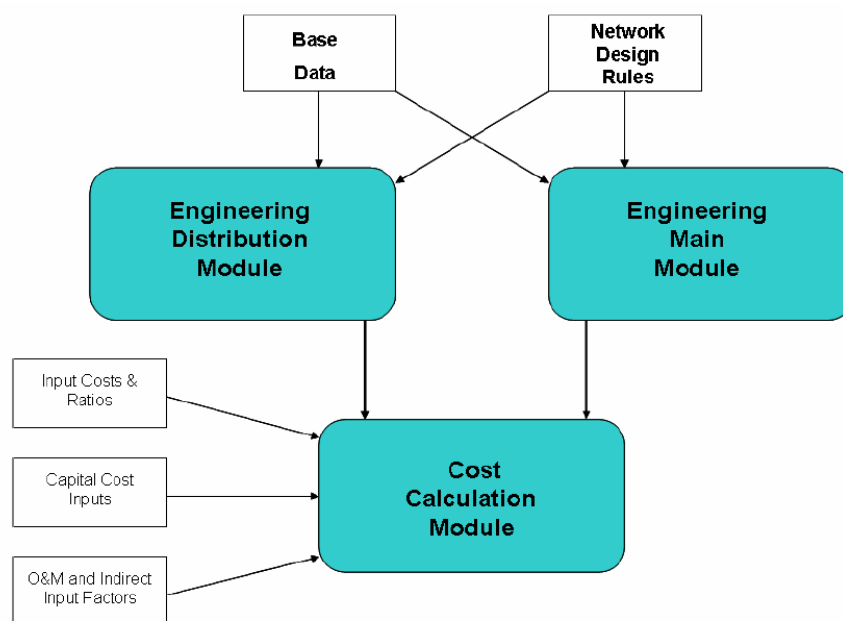 Base
Data
Network
Design
Rules
Engineering
Distribution
Module
Engineering
Main
Module
Input Costs &
Ratios
Capital Cost
Inputs
O&M and Indirect
Input Factors
Cost
Calculation
Module